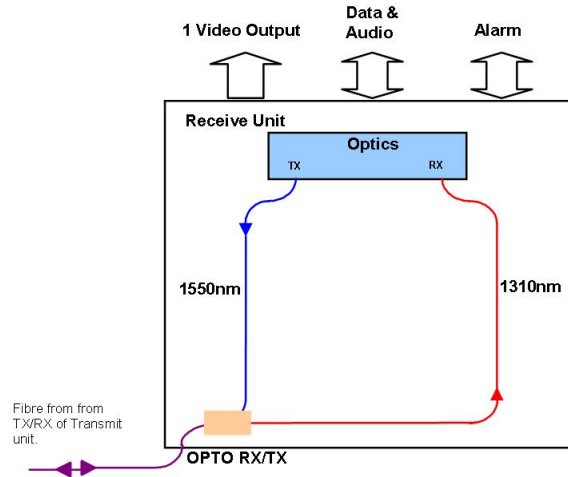 1 Video Output
Data &
Audio
Alarm
Receive Unit
Optics
TX
RX
1550nm
1310nm
Fibre from from
TX/RX of Transmit
unit.
OPTO RX/TX